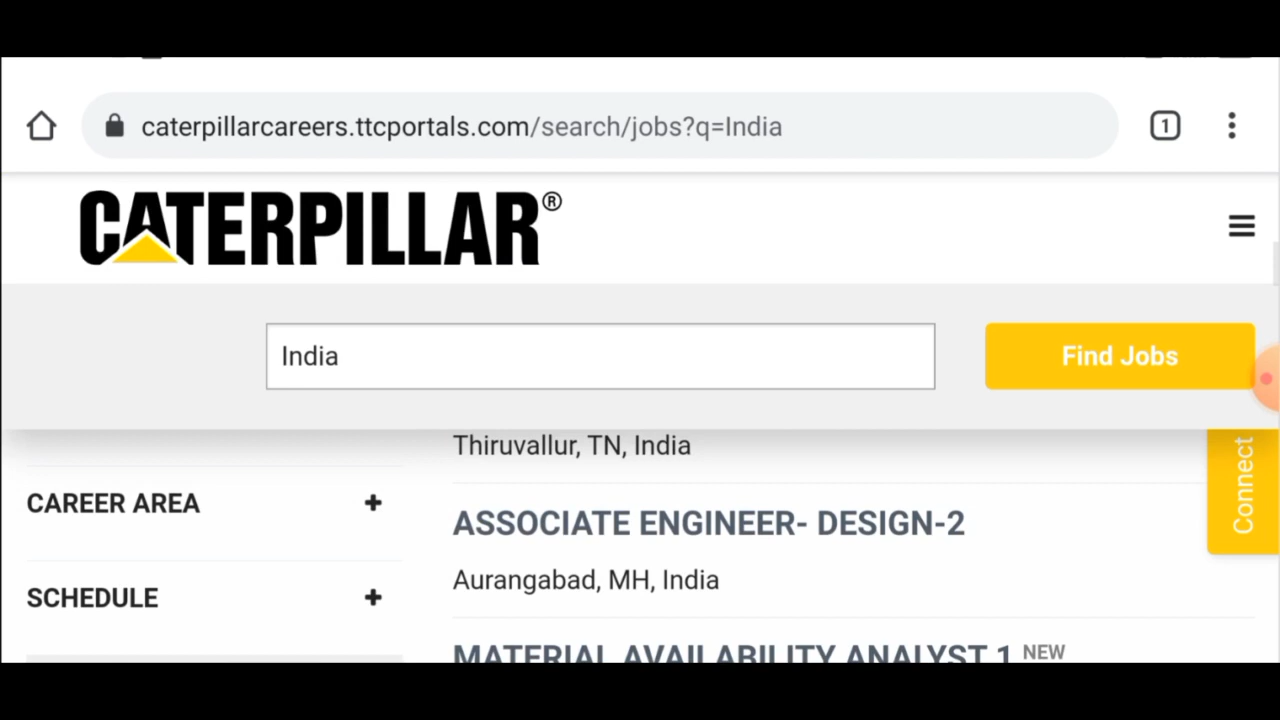 caterpillarcareers.ttcportals.com/search/jobs?q=India
1
CATERPILLAR®
India
Find Jobs
Connect
Thiruvallur, TN, India
CAREER AREA +
ASSOCIATE ENGINEER- DESIGN-2
Aurangabad, MH, India
SCHEDULE +
MATERIAL AVAILABILITY ANALYST 1 NEW